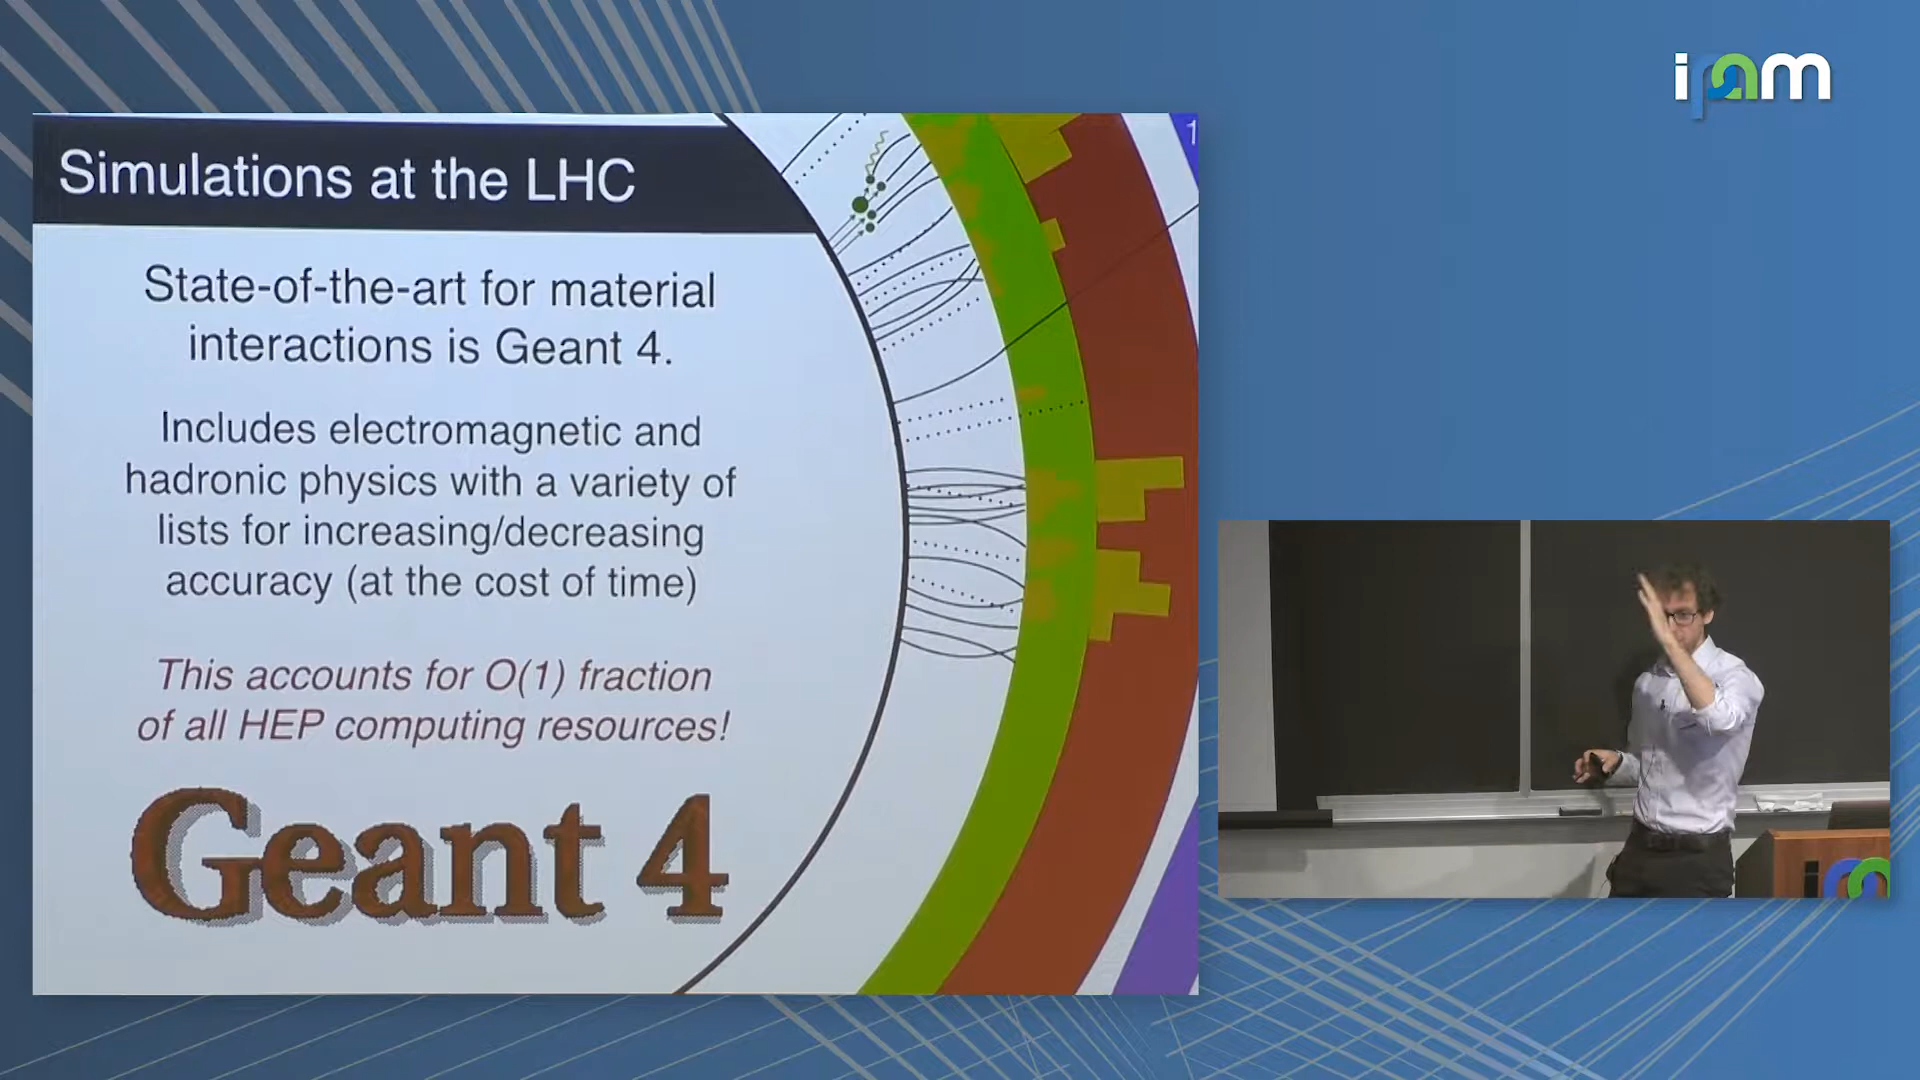 ipam
1
Simulations at the LHC
State-of-the-art for material
interactions is Geant 4.
Includes electromagnetic and
hadronic physics with a variety of
lists for increasing/decreasing
accuracy (at the cost of time)
This accounts for O(1) fraction
of all HEP computing resources!
Geant 4